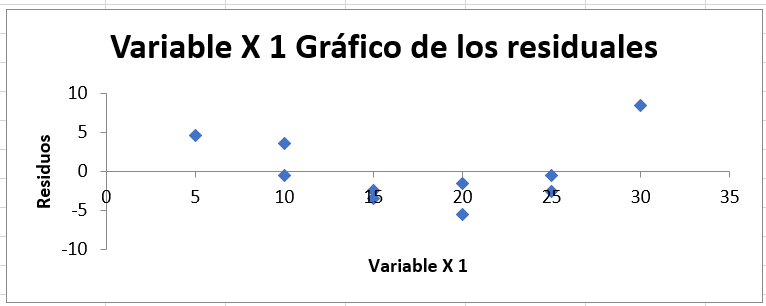 Variable X 1 Gráfico de los residuales
10
5
0
-5
-10
0 5 10 15 20 25 30 35
Residuos
Variable X 1